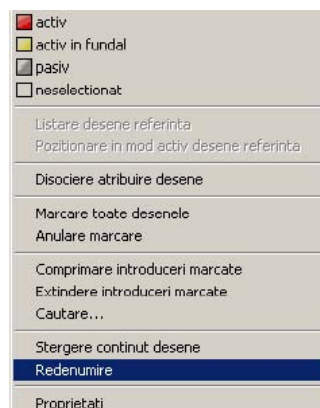 activ
activ in fundal
pasiv
neselectionat
Listare desene referinta
Pozitionare in mod activ desene referinta
Disociere atribuire desene
Marcare toate desenele
Anulare marcare
Comprimare introduceri marcate
Extindere introduceri marcate
Cautare...
Stergere continut desene
Redenumire
Proprietati